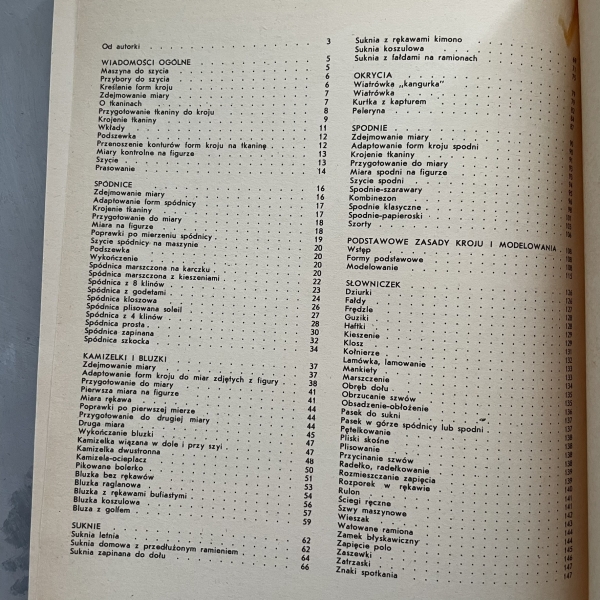 Od autorki 3
WIADOMOŚCI OGÓLNE 5
Maszyna do szycia 5
Przybory do szycia 6
Kreślenie form kroju 6
Zdejmowanie miary 7
O tkaninach 7
Przygotowanie tkaniny do kroju 8
Krojenie tkaniny 9
Wkłady 11
Podszewka 12
Przenoszenie konturów form kroju na tkaninę 12
Miary kontrolne na figurze 13
Szycie 13
Prasowanie 14
SPÓDNICE 16
Zdejmowanie miary 16
Adaptowanie form spódnicy 17
Krojenie tkaniny 17
Przygotowanie do miary 18
Miara na figurze 18
Poprawki po mierzeniu spódnicy 19
Szycie spódnicy na maszynie 20
Podszewka 20
Wykończenie 20
Spódnica marszczona na karczku 20
Spódnica marszczona z kieszeniami 22
Spódnica z 8 klinów 23
Spódnica z godetami 24
Spódnica kloszowa 26
Spódnica plisowana soleil 27
Spódnica z 4 klinów 28
Spódnica prosta 30
Spódnica zapinana 32
Spódnica szkocka 34
KAMIZELKI I BLUZKI 37
Zdejmowanie miary 37
Adaptowanie form kroju do miar zdjętych z figury 38
Przygotowanie do miary 41
Pierwsza miara na figurze 41
Miara rękawa 44
Poprawki po pierwszej mierze 44
Przygotowanie do drugiej miary 44
Druga miara 45
Wykończanie bluzki 47
Kamizelka wiązana w dole i przy szyi 47
Kamizelka dwustronna 48
Kamizela-ocieplacz 50
Pikowane bolerko 51
Bluzka bez rękawów 53
Bluzka raglanowa 54
Bluzka z rękawami bufiastymi 56
Bluzka koszulowa 57
Bluza z golfem 59
SUKNIE 62
Suknia letnia 62
Suknia domowa z przedłużonym ramieniem 64
Suknia zapinana do dołu 66
Suknia z rękawami kimono
Suknia koszulowa
Suknia z fałdami na ramionach
OKRYCIA
Wiatrówka „kangurka"
Wiatrówka
Kurtka z kapturem
Peleryna
SPODNIE
Zdejmowanie miary
Adaptowanie form kroju spodni
Krojenie tkaniny
Przygotowanie do miary
Miara spodni na figurze
Szycie spodni
Spodnie-szarawary
Kombinezon
Spodnie klasyczne
Spodnie-papieroski
Szorty
PODSTAWOWE ZASADY KROJU I MODELOWANIA
Wstęp
Formy podstawowe
Modelowanie
SŁOWNICZEK
Dziurki
Fałdy
Frędzle
Guziki
Haftki
Kieszenie
Klosz
Kołnierze
Lamówka, lamowanie
Mankiety
Marszczenie
Obręb dołu
Obrzucanie szwów
Obsadzenie-obłożenie
Pasek do sukni
Pasek w górze spódnicy lub spodni
Pętelkowanie
Pliski skośne
Plisowanie
Przycinanie szwów
Radełko, radełkowanie
Rozmieszczanie zapięcia
Rozporek w rękawie
Rulon
Ściegi ręczne
Szwy maszynowe
Wieszak
Watowane ramiona
Zamek błyskawiczny
Zapięcie polo
Zaszewki
Zatrzaski
Znaki spotkania